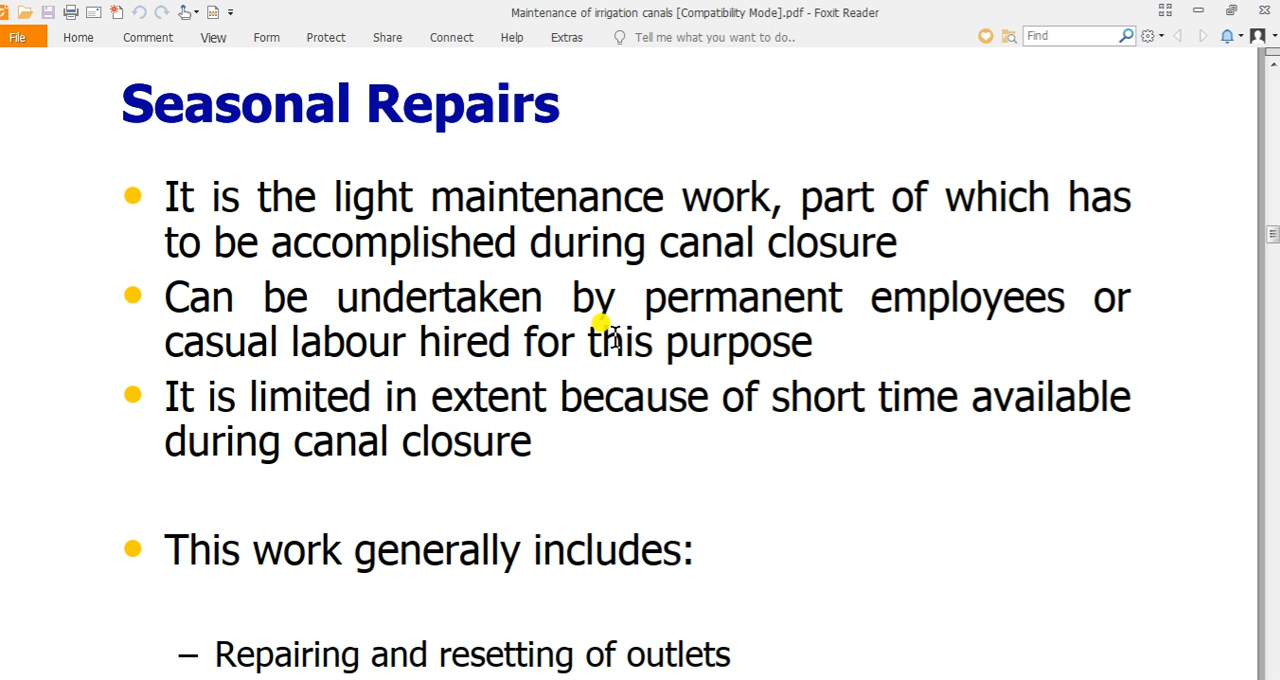 Maintenance of irrigation canals [Compatibility Mode].pdf - Foxit Reader
File Home Comment View Form Protect Share Connect Help Extras Tell me what you want to do.. Find
Seasonal Repairs
It is the light maintenance work, part of which has
to be accomplished during canal closure
Can be undertaken by permanent employees or
casual labour hired for this purpose
It is limited in extent because of short time available
during canal closure
This work generally includes:
– Repairing and resetting of outlets